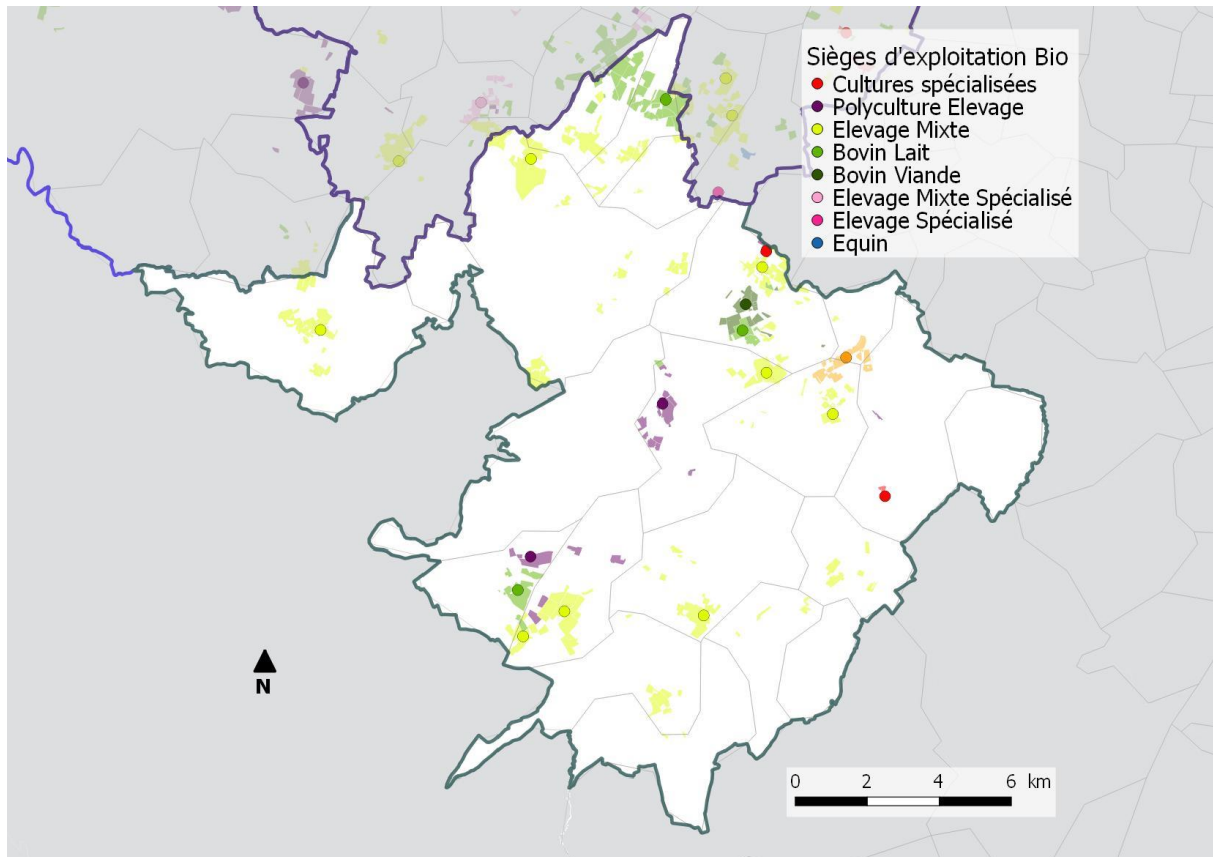 Sièges d'exploitation Bio
Cultures spécialisées
Polyculture Elevage
Elevage Mixte
Bovin Lait
Bovin Viande
Elevage Mixte Spécialisé
Elevage Spécialisé
Equin
N
0 2 4 6 km